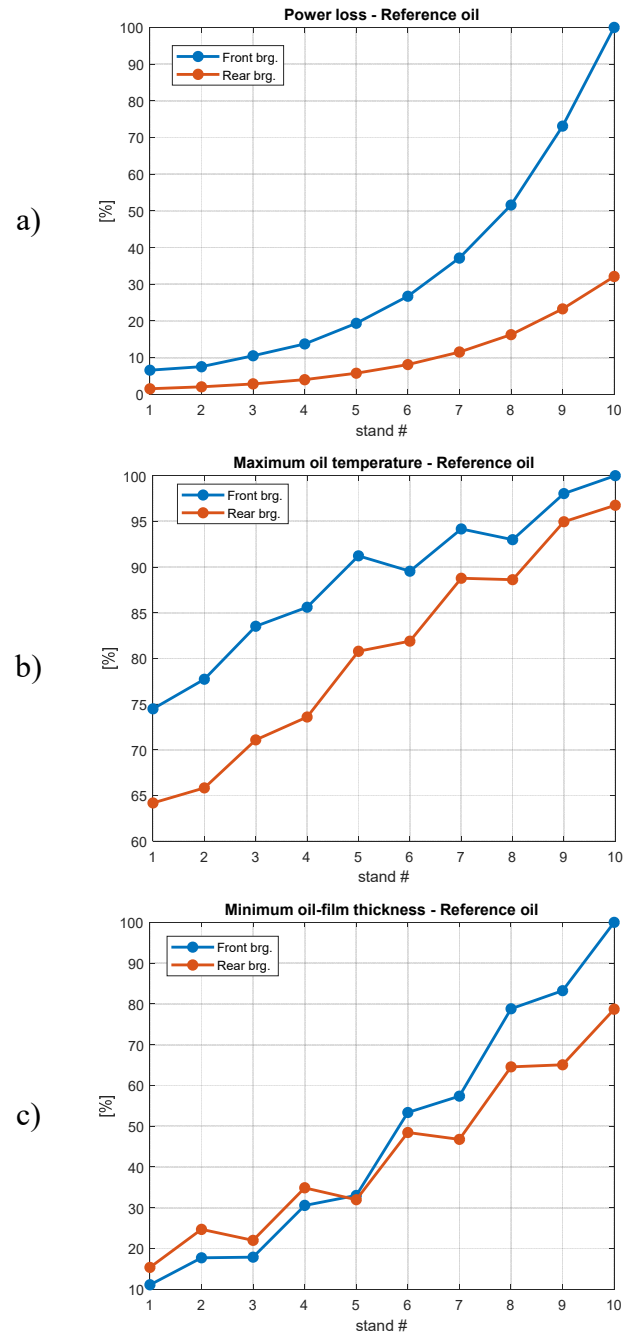 a)
Power loss - Reference oil
Front brg.
Rear brg.
[%]
100
90
80
70
60
50
40
30
20
10
0
1 2 3 4 5 6 7 8 9 10
stand #
b)
Maximum oil temperature - Reference oil
Front brg.
Rear brg.
[%]
100
95
90
85
80
75
70
65
60
1 2 3 4 5 6 7 8 9 10
stand #
c)
Minimum oil-film thickness - Reference oil
Front brg.
Rear brg.
[%]
100
90
80
70
60
50
40
30
20
10
1 2 3 4 5 6 7 8 9 10
stand #